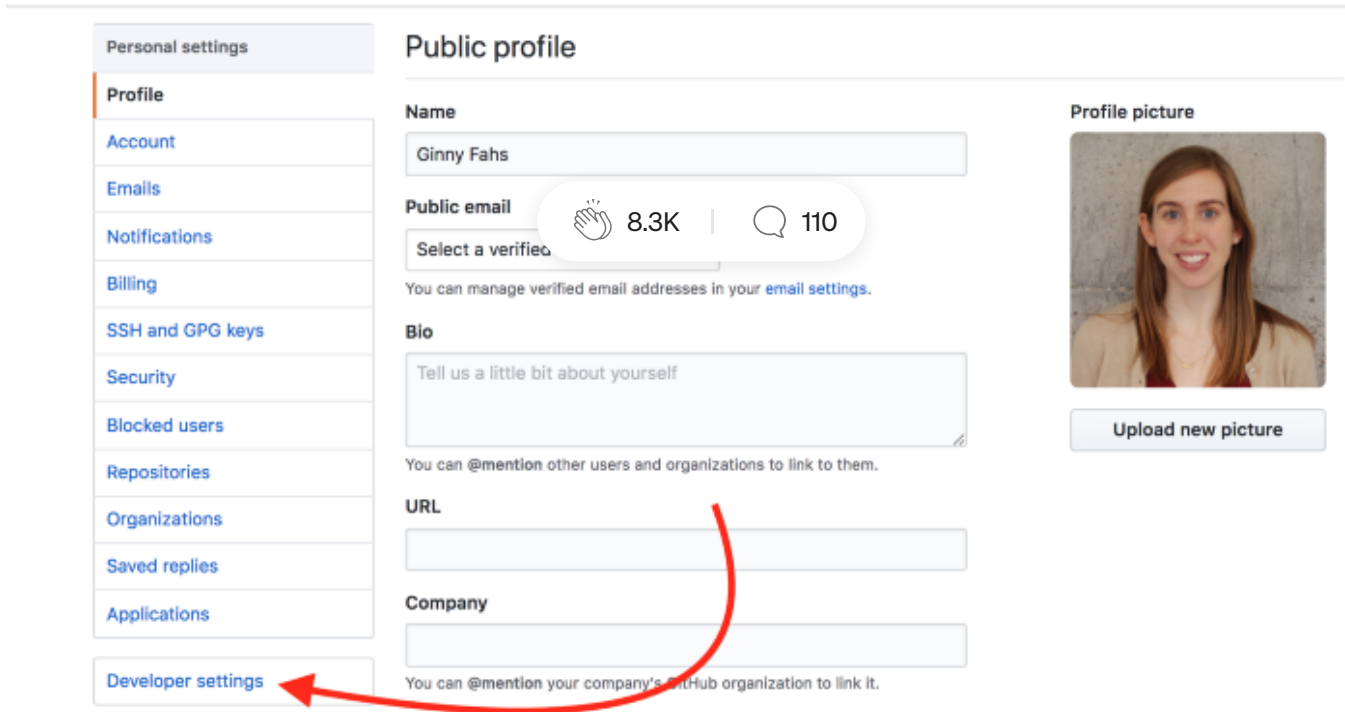 Personal settings
Profile
Account
Emails
Notifications
Billing
SSH and GPG keys
Security
Blocked users
Repositories
Organizations
Saved replies
Applications
Developer settings
Public profile
Name
Ginny Fahs
Public email
Select a verified
8.3K
110
You can manage verified email addresses in your email settings.
Bio
Tell us a little bit about yourself
You can @mention other users and organizations to link to them.
URL
Company
You can @mention your company's GitHub organization to link it.
Profile picture
Upload new picture